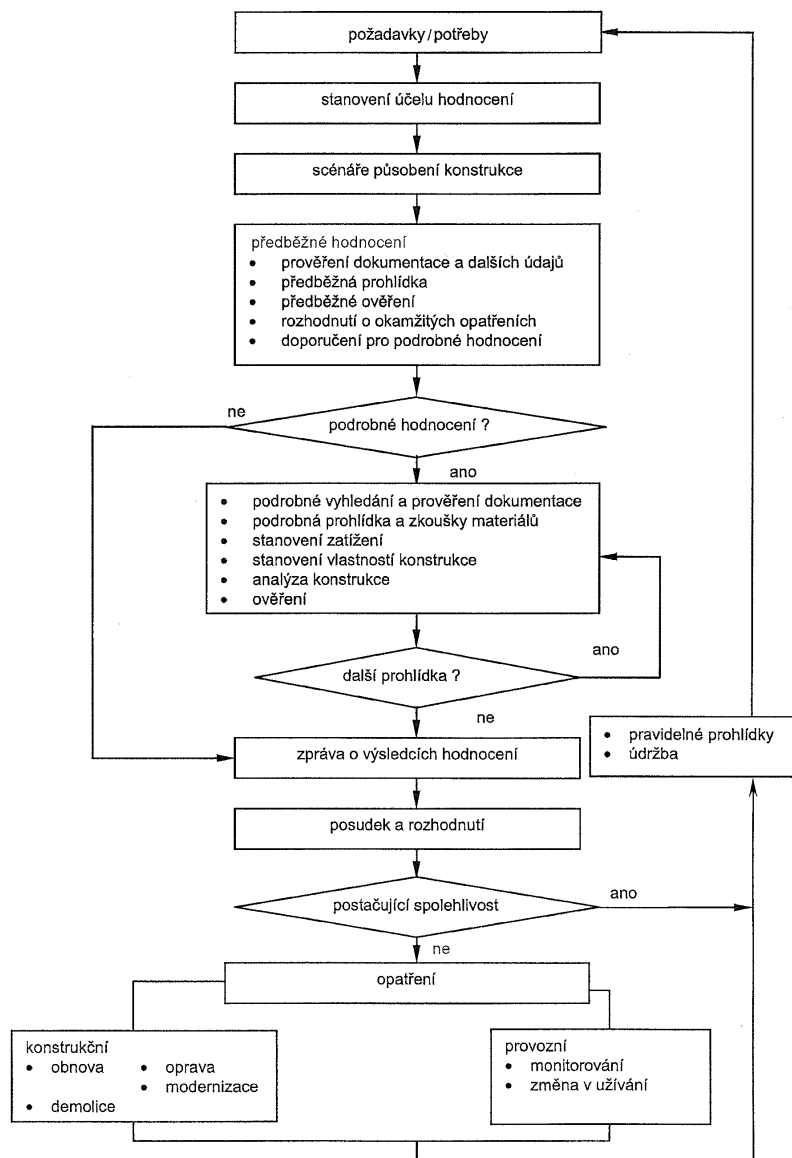 požadavky/potřeby
stanovení účelu hodnocení
scénáře působení konstrukce
předběžné hodnocení
• prověření dokumentace a dalších údajů
• předběžná prohlídka
• předběžné ověření
• rozhodnutí o okamžitých opatřeních
• doporučení pro podrobné hodnocení
ne
podrobné hodnocení ?
ano
• podrobné vyhledání a prověření dokumentace
• podrobná prohlídka a zkoušky materiálů
• stanovení zatížení
• stanovení vlastností konstrukce
• analýza konstrukce
• ověření
ano
další prohlídka ?
ne
zpráva o výsledcích hodnocení
• pravidelné prohlídky
• údržba
posudek a rozhodnutí
postačující spolehlivost
ano
ne
opatření
konstrukční
• obnova • oprava
• modernizace
• demolice
provozní
• monitorování
• změna v užívání